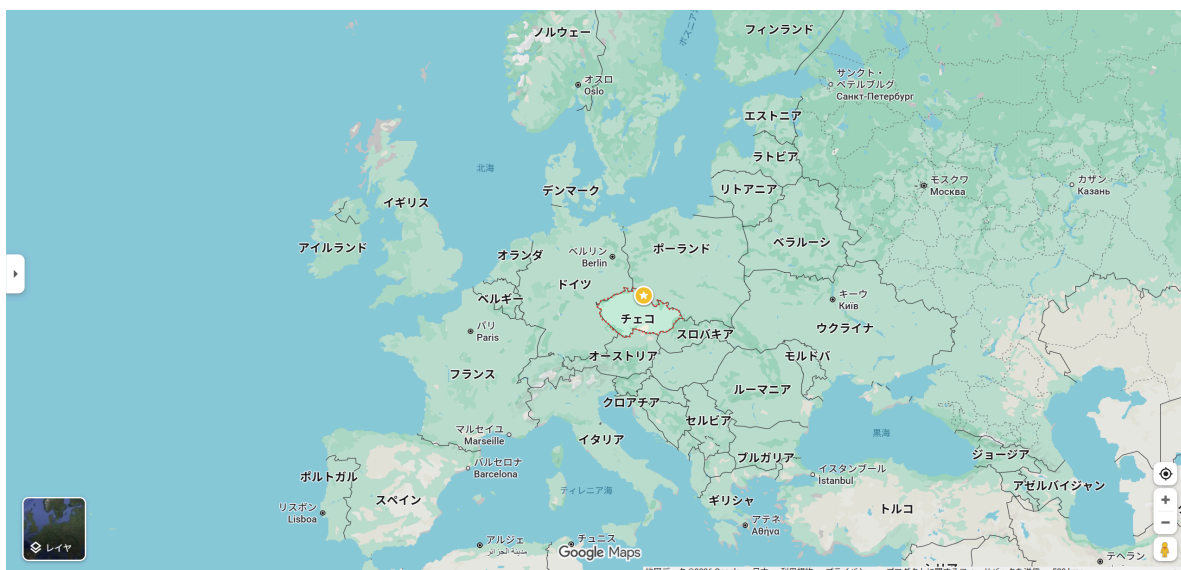 ノルウェー
フィンランド
ボスニア湾
オスロ
Oslo
サンクト・
ペテルブルグ
Санкт-Петербург
エストニア
ラトビア
北海
デンマーク
リトアニア
モスクワ
Москва
カザン
Казань
イギリス
アイルランド
オランダ
ベルリン
Berlin
ポーランド
ベラルーシ
ドイツ
ベルギー
キーウ
Київ
パリ
Paris
チェコ
スロバキア
ウクライナ
オーストリア
モルドバ
フランス
ルーマニア
クロアチア
セルビア
マルセイユ
Marseille
イタリア
黒海
バルセロナ
Barcelona
ブルガリア
ジョージア
ポルトガル
スペイン
ティレニア海
イスタンブール
İstanbul
アゼルバイジャン
ギリシャ
リスボン
Lisboa
トルコ
アテネ
Αθήνα
アルジェ
مدينة الجزائر
チュニス
レイヤ
Google Maps
テヘラン